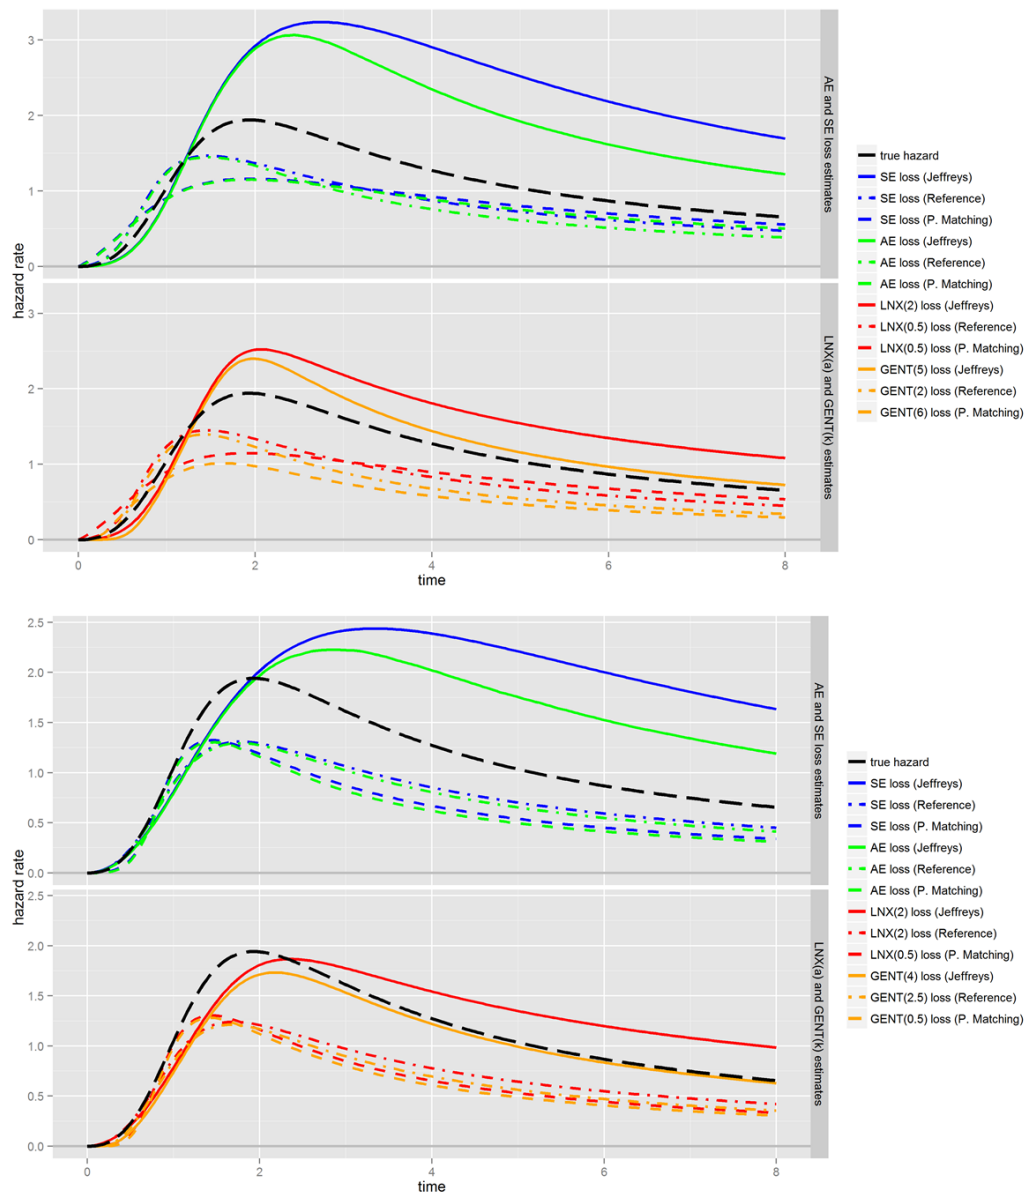 3
2
1
0
AE and SE loss estimates
3
2
1
0
LNX(a) and GENT(k) estimates
hazard rate
0 2 4 6 8
time
true hazard
SE loss (Jeffreys)
SE loss (Reference)
SE loss (P. Matching)
AE loss (Jeffreys)
AE loss (Reference)
AE loss (P. Matching)
LNX(2) loss (Jeffreys)
LNX(0.5) loss (Reference)
LNX(0.5) loss (P. Matching)
GENT(5) loss (Jeffreys)
GENT(2) loss (Reference)
GENT(6) loss (P. Matching)
2.5
2.0
1.5
1.0
0.5
0.0
AE and SE loss estimates
2.5
2.0
1.5
1.0
0.5
0.0
LNX(a) and GENT(k) estimates
hazard rate
0 2 4 6 8
time
true hazard
SE loss (Jeffreys)
SE loss (Reference)
SE loss (P. Matching)
AE loss (Jeffreys)
AE loss (Reference)
AE loss (P. Matching)
LNX(2) loss (Jeffreys)
LNX(2) loss (Reference)
LNX(0.5) loss (P. Matching)
GENT(4) loss (Jeffreys)
GENT(2.5) loss (Reference)
GENT(0.5) loss (P. Matching)